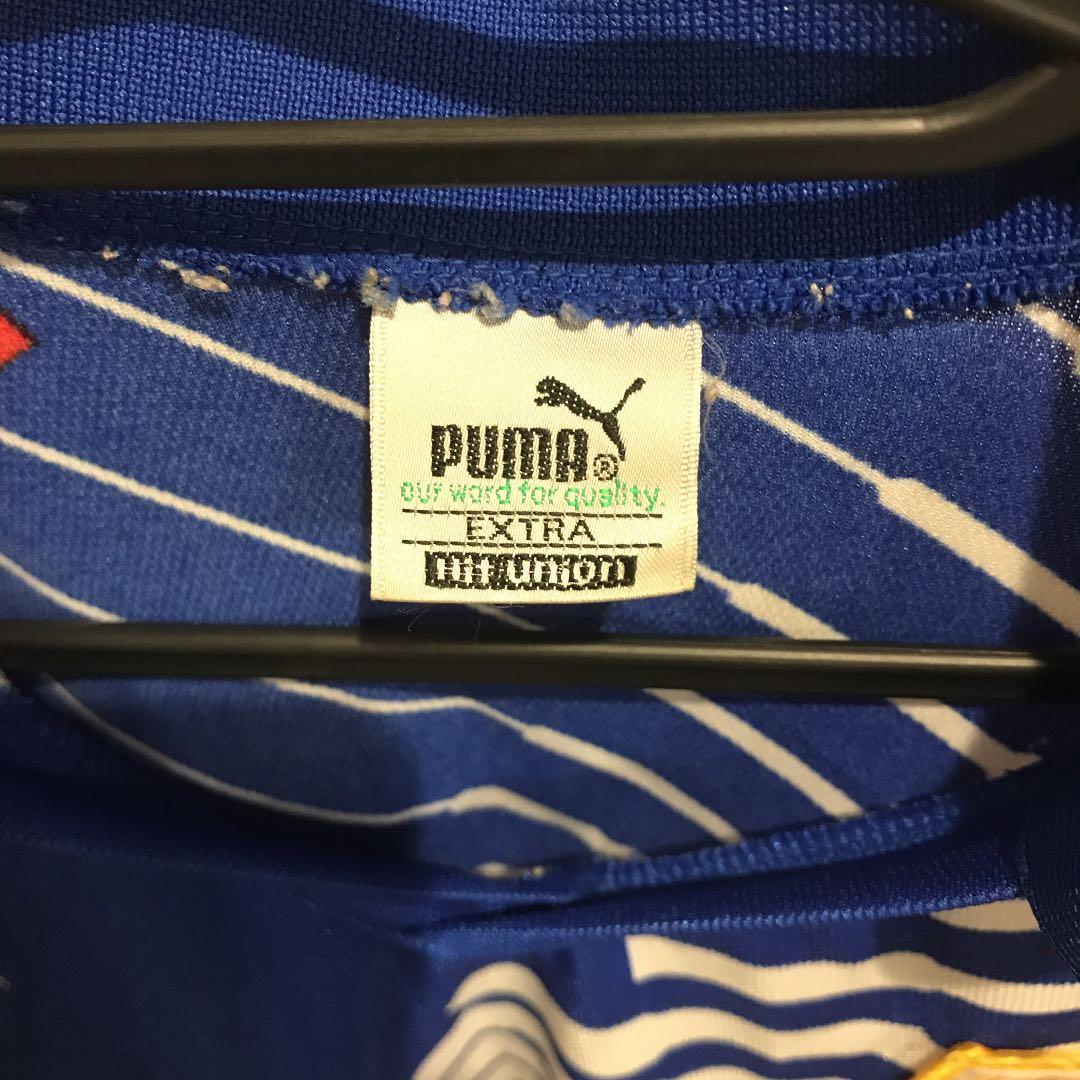 PUMA®
our word for quality.
EXTRA
hit union